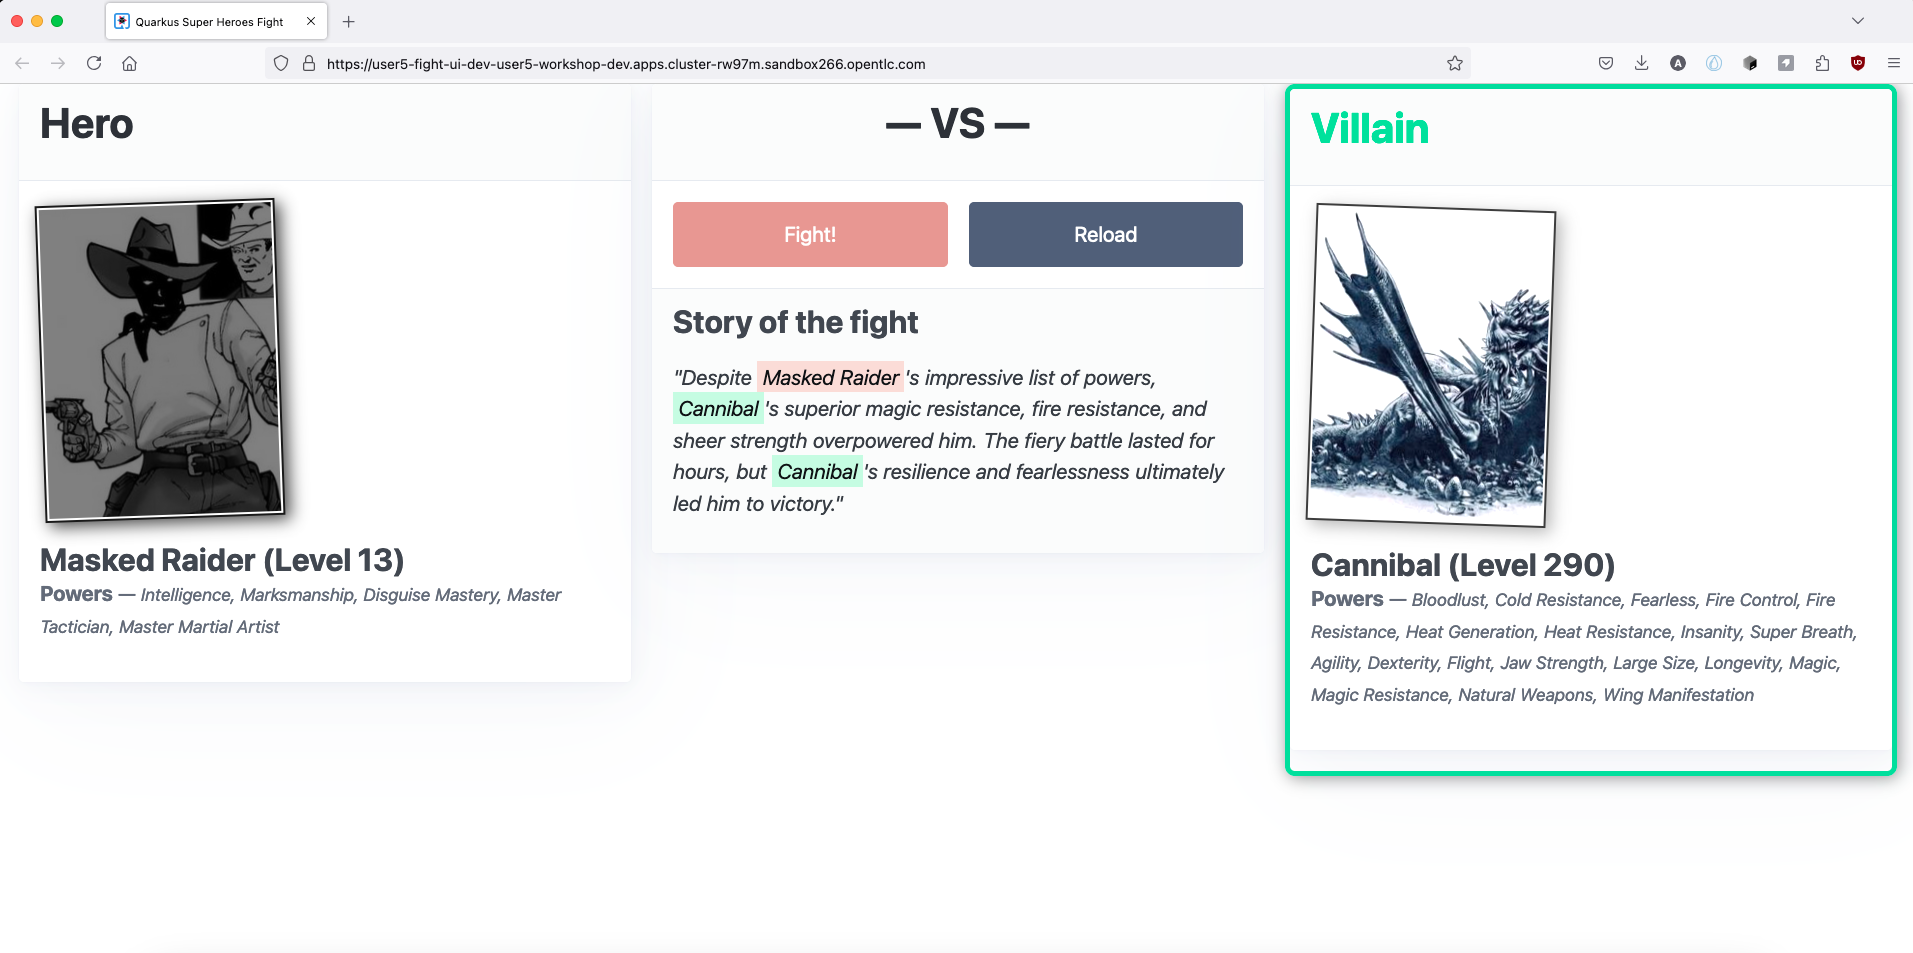 Quarkus Super Heroes Fight
https://user5-fight-ui-dev-user5-workshop-dev.apps.cluster-rw97m.sandbox266.opentlc.com
A
Hero
— VS —
Villain
Fight!
Reload
Story of the fight
"Despite Masked Raider 's impressive list of powers,
Cannibal 's superior magic resistance, fire resistance, and
sheer strength overpowered him. The fiery battle lasted for
hours, but Cannibal 's resilience and fearlessness ultimately
led him to victory."
Masked Raider (Level 13)
Powers — Intelligence, Marksmanship, Disguise Mastery, Master
Tactician, Master Martial Artist
Cannibal (Level 290)
Powers — Bloodlust, Cold Resistance, Fearless, Fire Control, Fire
Resistance, Heat Generation, Heat Resistance, Insanity, Super Breath,
Agility, Dexterity, Flight, Jaw Strength, Large Size, Longevity, Magic,
Magic Resistance, Natural Weapons, Wing Manifestation